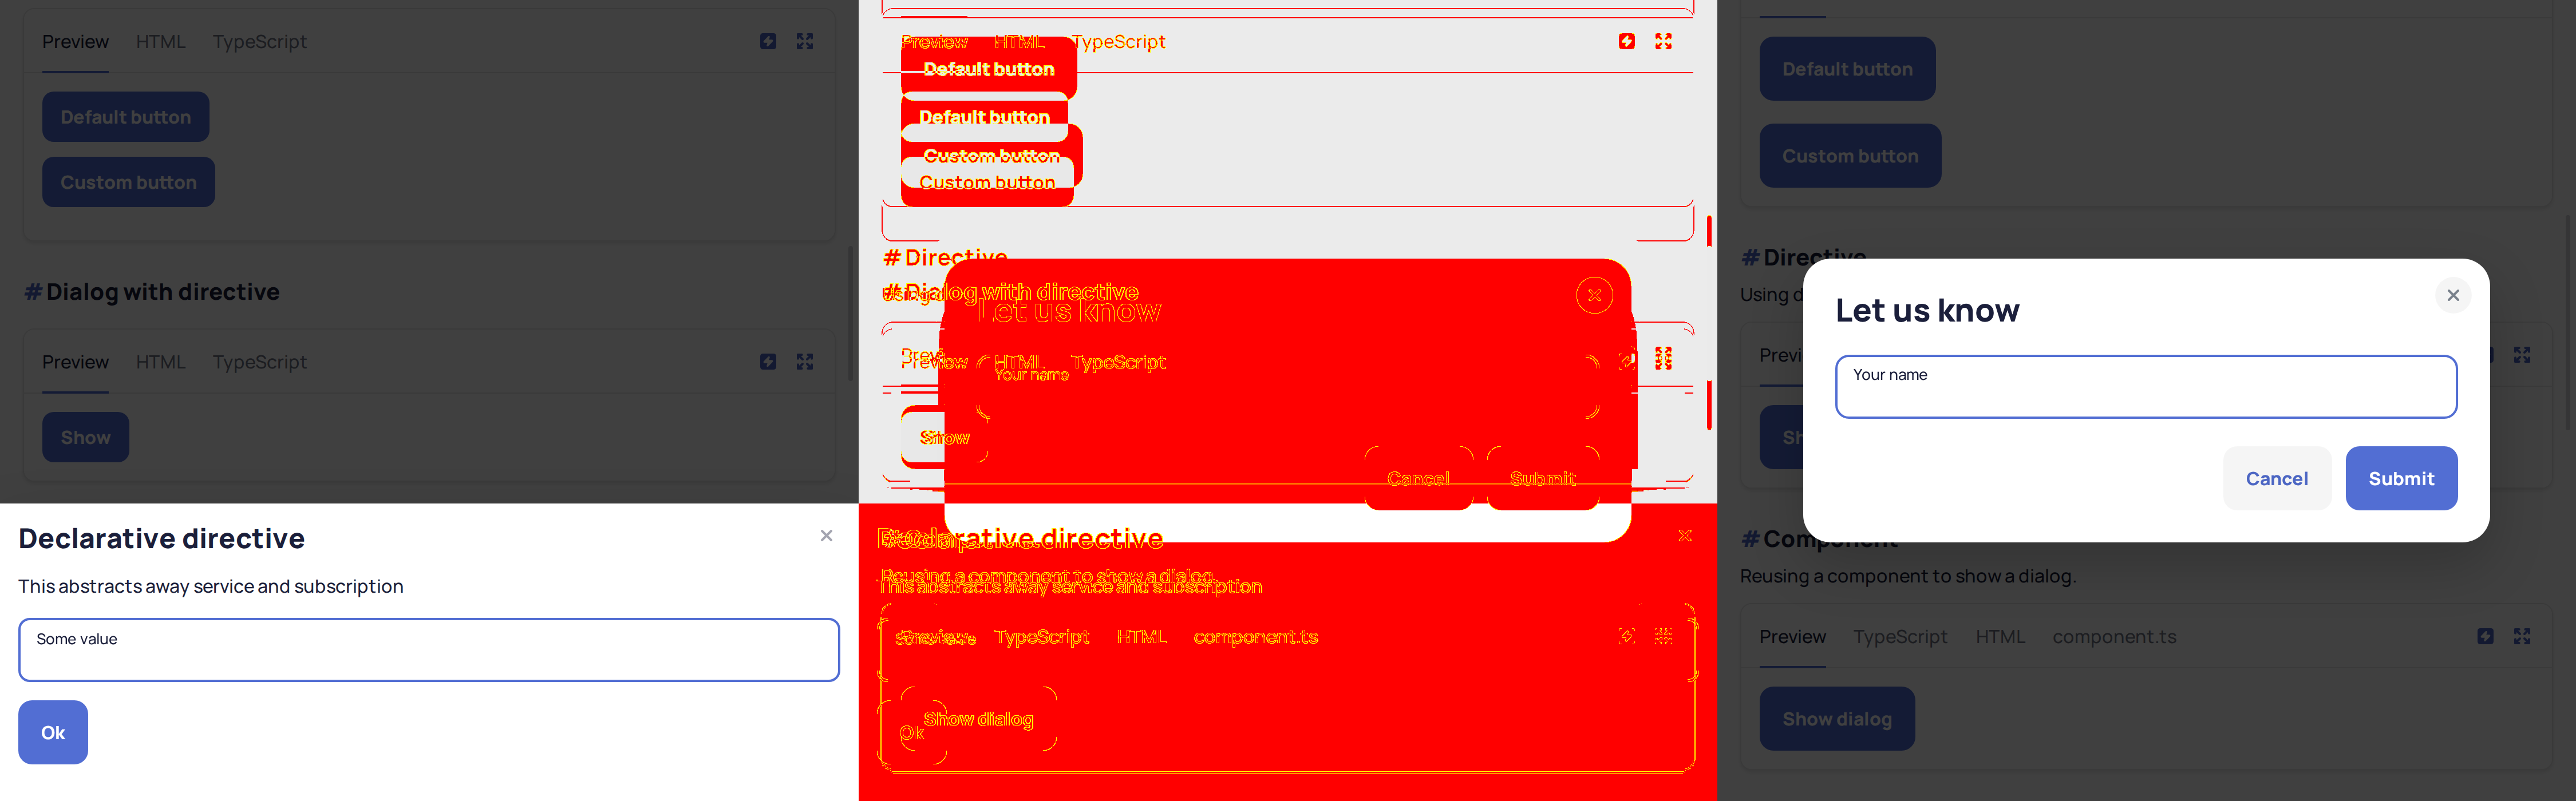 Preview HTML TypeScript
Default button
Custom button
# Dialog with directive
Preview HTML TypeScript
Show
Declarative directive
This abstracts away service and subscription
Some value
Ok
Preview HTML TypeScript
Default button
Default button
Custom button
Custom button
# Directive
Dialog with directive
Let us know
Preview HTML TypeScript
Your name
Show
Cancel Submit
Declarative directive
Reusing a component to show a dialog.
This abstracts away service and subscription
Preview TypeScript HTML component.ts
Show dialog
Ok
Default button
Custom button
# Directive
Using
Let us know
Previ
Your name
Sh
Cancel Submit
# Component
Reusing a component to show a dialog.
Preview TypeScript HTML component.ts
Show dialog